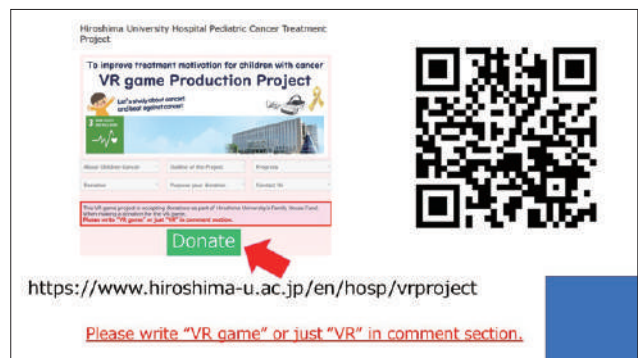 Hiroshima University Hospital Pediatric Cancer Treatment
Project
To improve treatment motivation for children with cancer
VR game Production Project
Let's study about cancer!
and beat against cancer!
3
About Children Cancer
Outline of the Project
Progress
Donation
Purpose your donation
Contact Us
This VR game project is accepting donations as part of Hiroshima University's Family House Fund.
When making a donation for the VR game,
Please write "VR game" or just "VR" in comment section.
Donate
https://www.hiroshima-u.ac.jp/en/hosp/vrproject
Please write "VR game" or just "VR" in comment section.